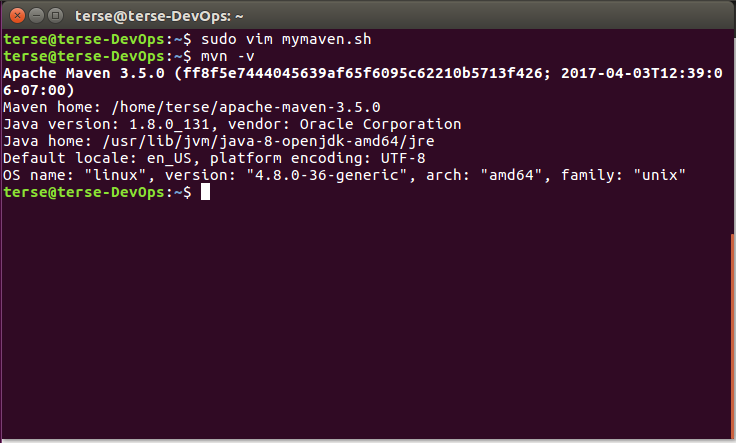 terse@terse-DevOps: ~
terse@terse-DevOps:~$ sudo vim mymaven.sh
terse@terse-DevOps:~$ mvn -v
Apache Maven 3.5.0 (ff8f5e7444045639af65f6095c62210b5713f426; 2017-04-03T12:39:0
6-07:00)
Maven home: /home/terse/apache-maven-3.5.0
Java version: 1.8.0_131, vendor: Oracle Corporation
Java home: /usr/lib/jvm/java-8-openjdk-amd64/jre
Default locale: en_US, platform encoding: UTF-8
OS name: "linux", version: "4.8.0-36-generic", arch: "amd64", family: "unix"
terse@terse-DevOps:~$